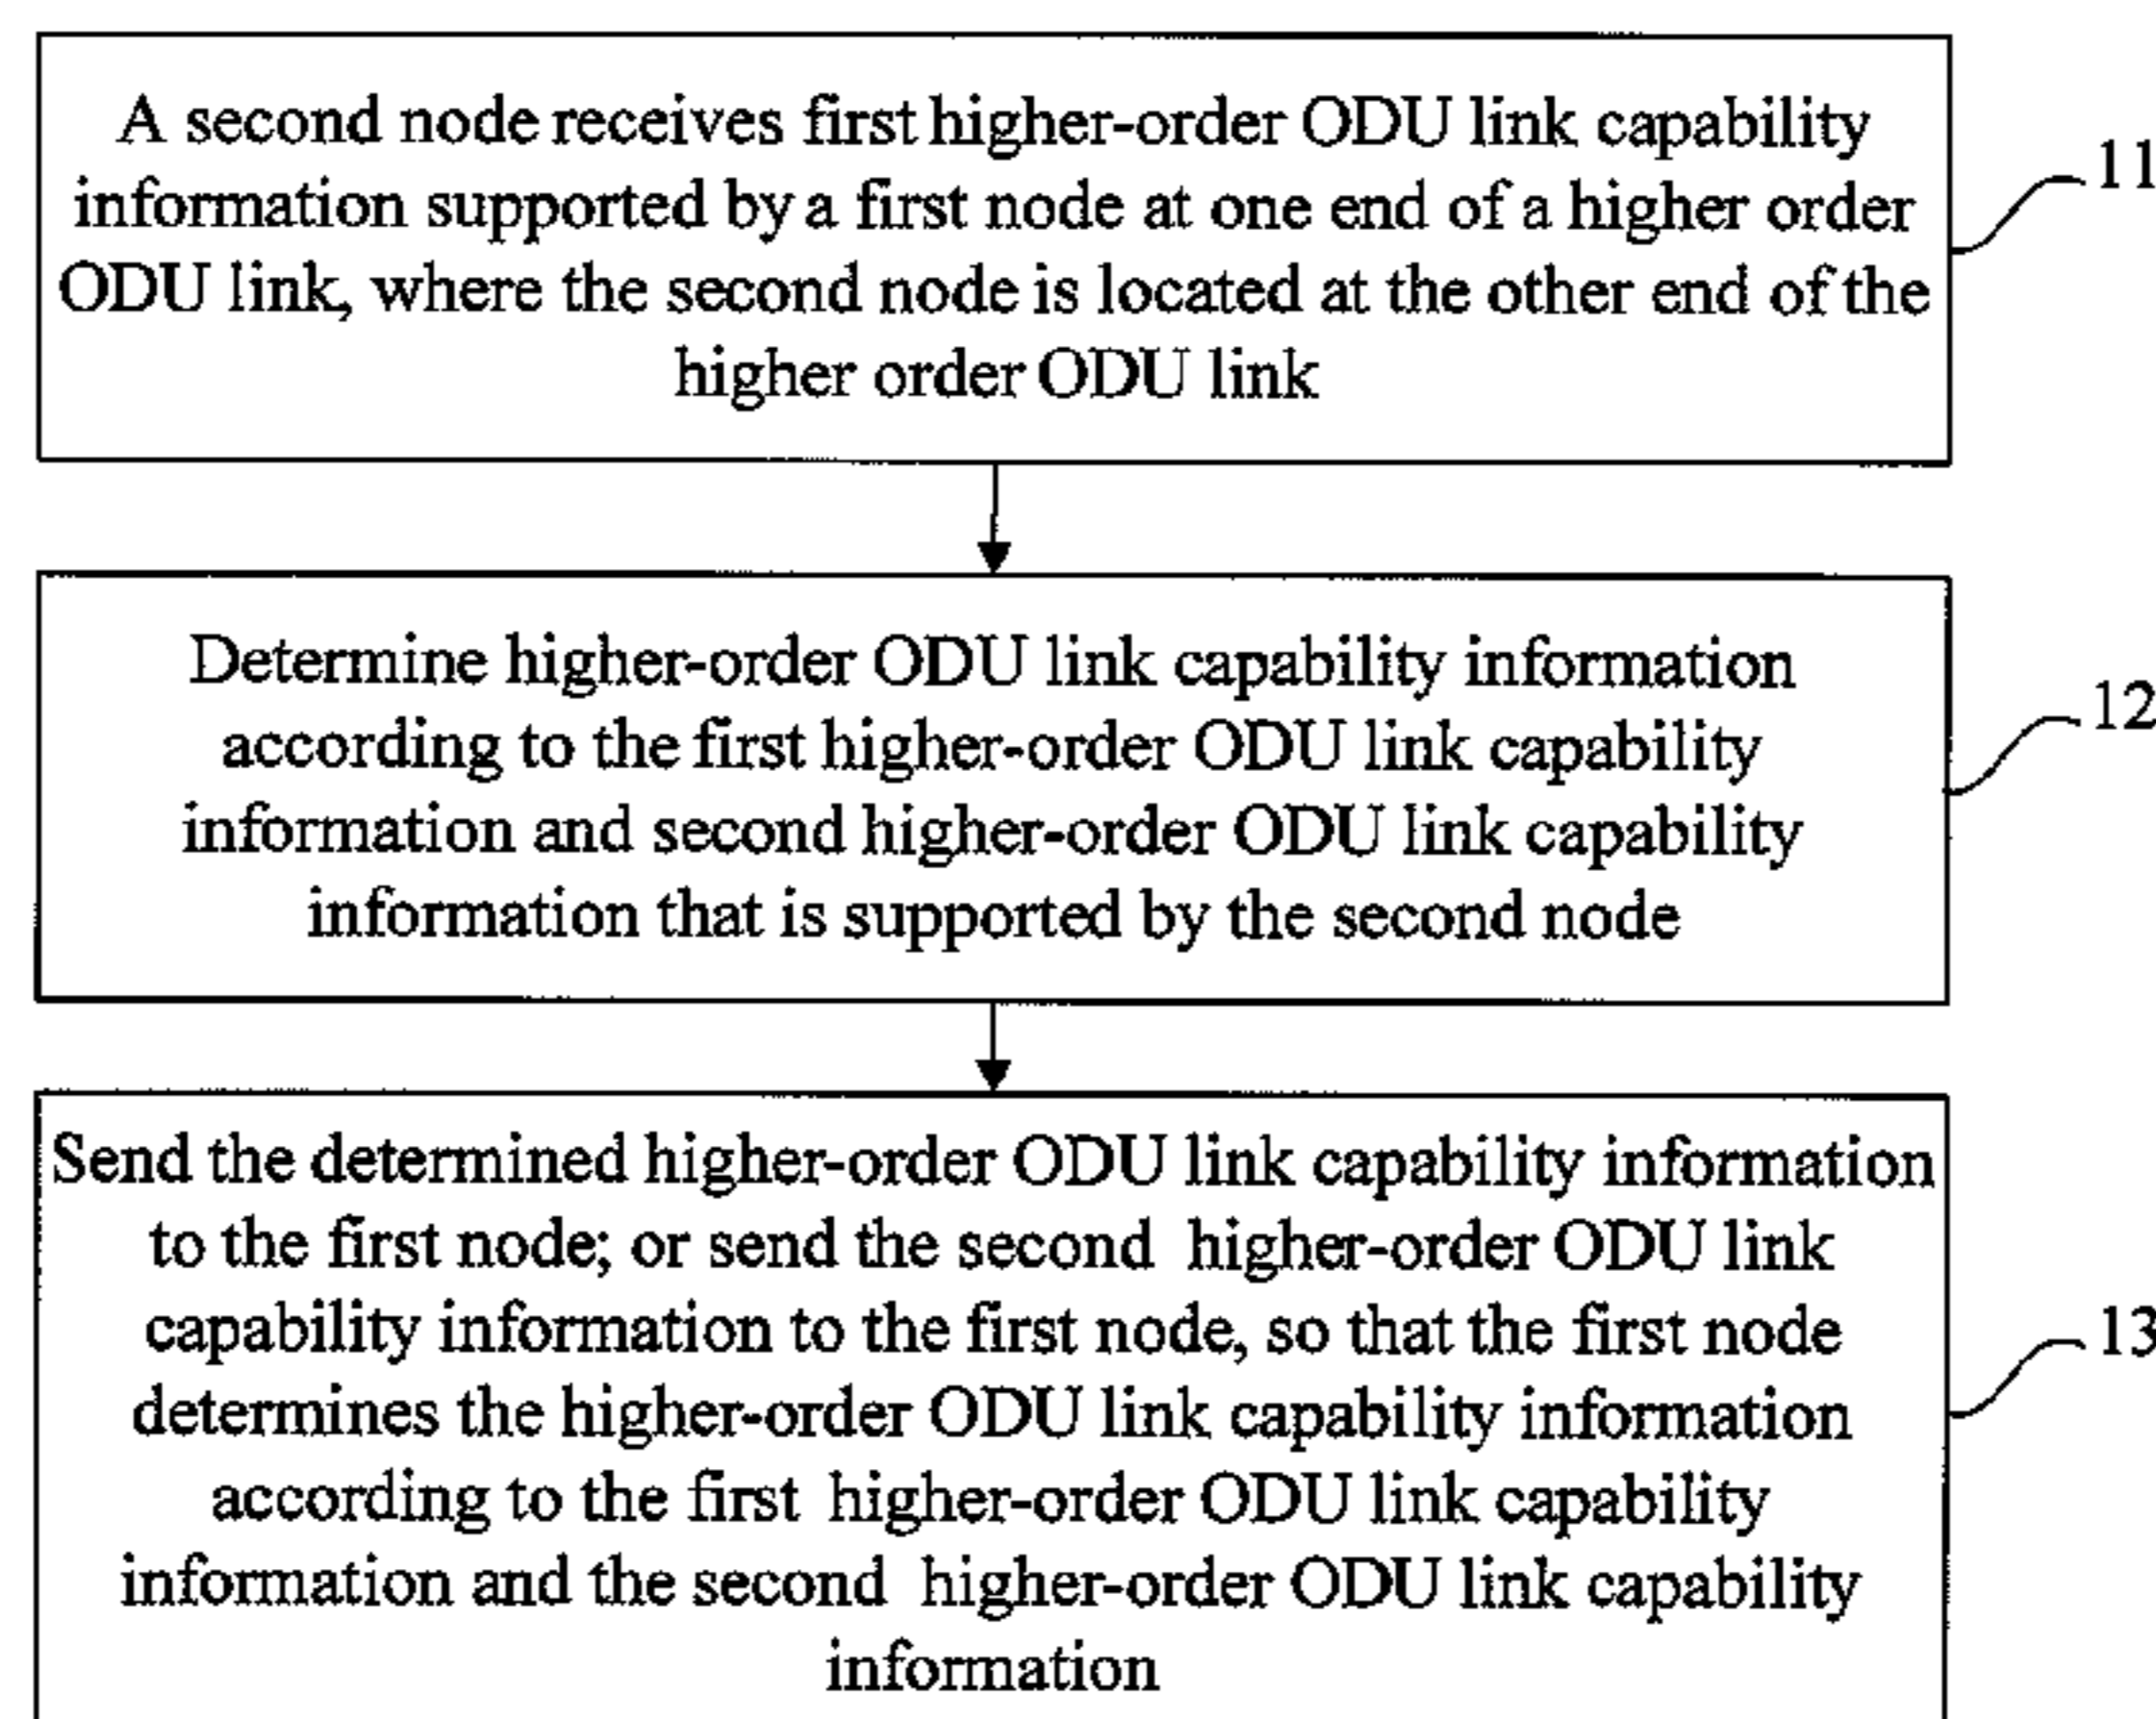 A second node receives first higher-order ODU link capability
information supported by a first node at one end of a higher order
ODU link, where the second node is located at the other end of the
higher order ODU link
11
Determine higher-order ODU link capability information
according to the first higher-order ODU link capability
information and second higher-order ODU link capability
information that is supported by the second node
12
Send the determined higher-order ODU link capability information
to the first node; or send the second higher-order ODU link
capability information to the first node, so that the first node
determines the higher-order ODU link capability information
according to the first higher-order ODU link capability
information and the second higher-order ODU link capability
information
13